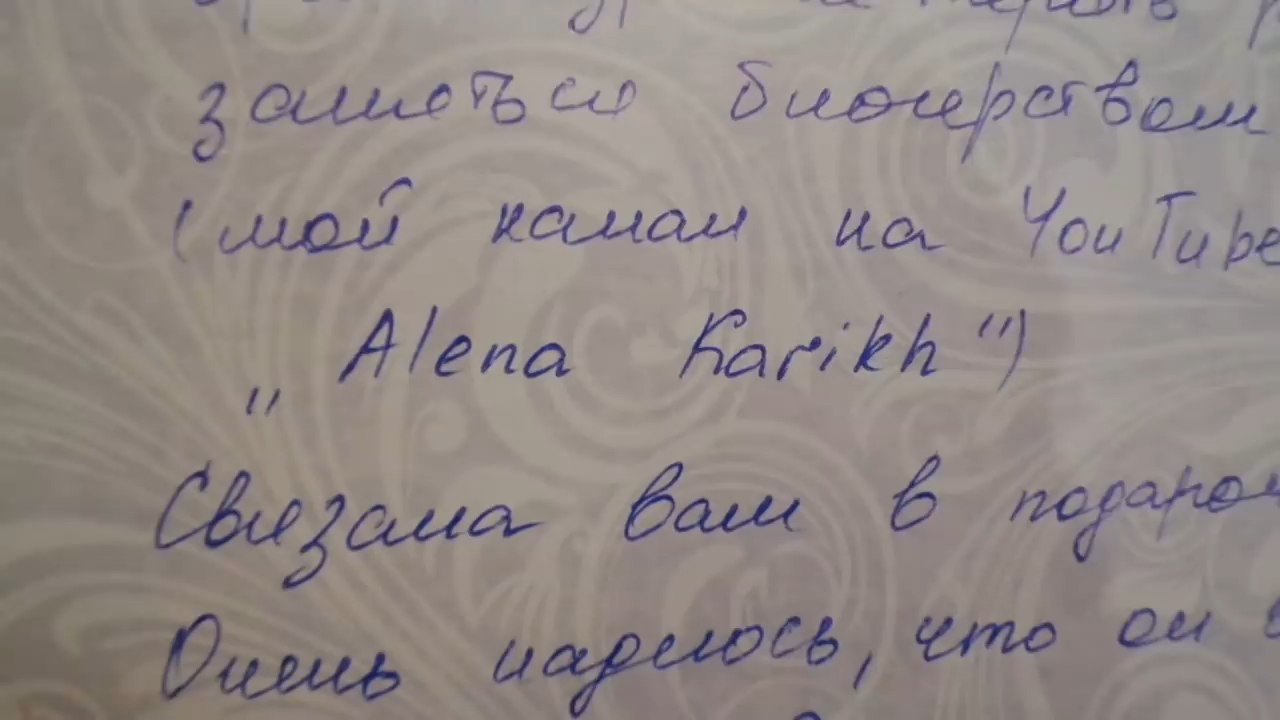 заняться блогерством
(мой канал на YouTube
„Alena Karikh")
Связала вам в подарок
Очень надеюсь, что он